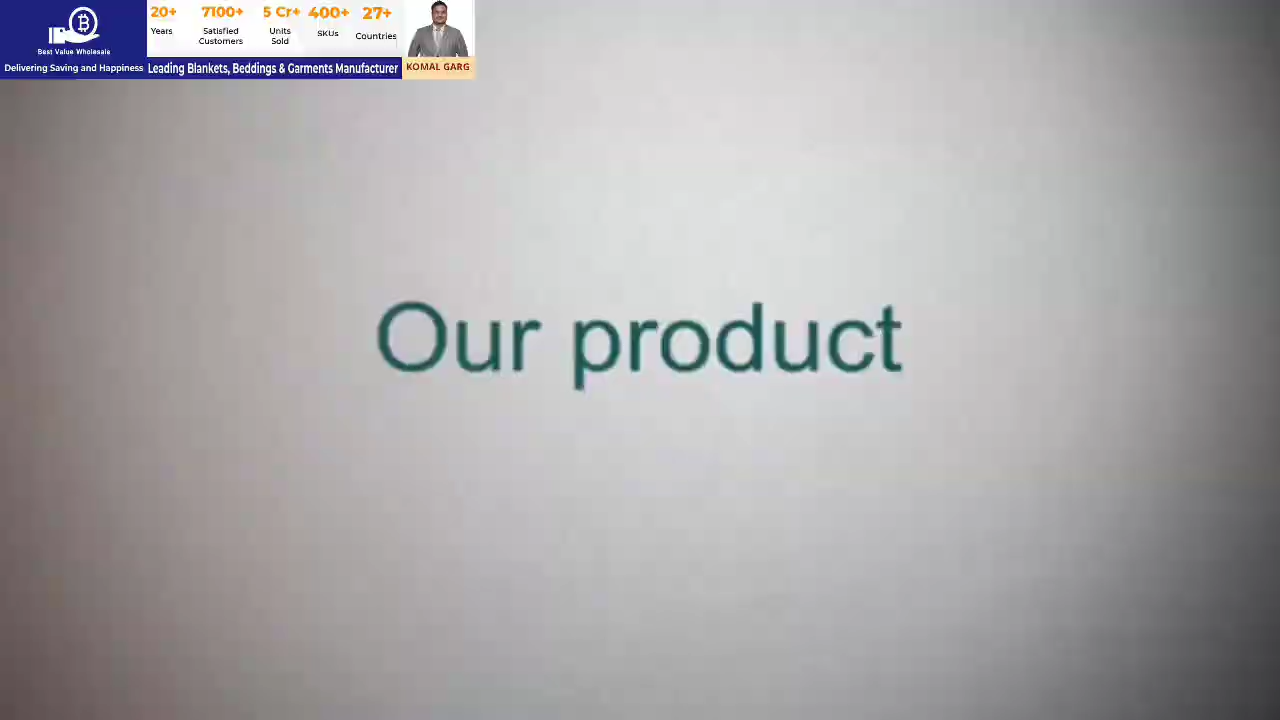 20+ 7100+ 5 Cr+ 400+ 27+
Years Satisfied Customers Units Sold SKUs Countries
Best Value Wholesale
Delivering Saving and Happiness Leading Blankets, Beddings & Garments Manufacturer KOMAL GARG
Our product